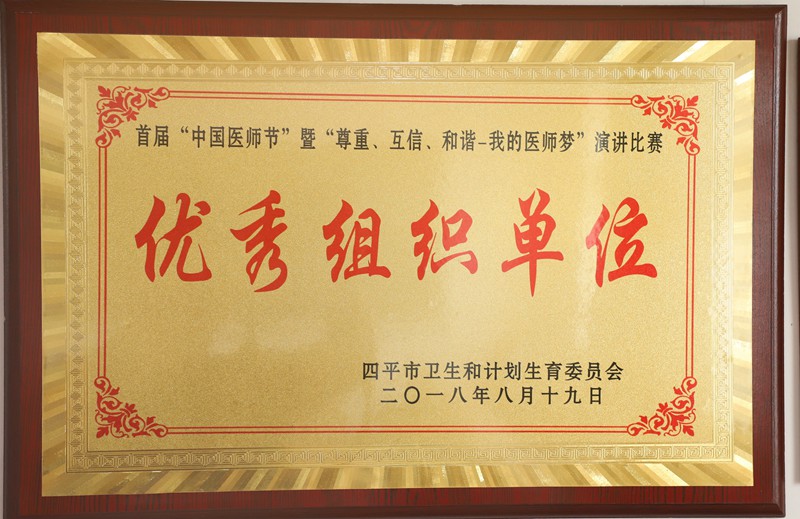 首届“中国医师节”暨“尊重、互信、和谐-我的医师梦”演讲比赛
优秀组织单位
四平市卫生和计划生育委员会
二〇一八年八月十九日